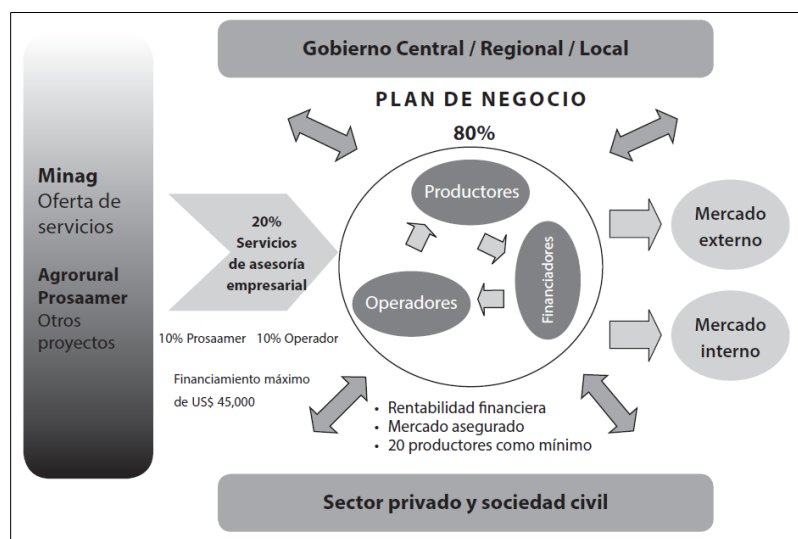 Gobierno Central / Regional / Local
PLAN DE NEGOCIO
80%
Minag
Oferta de
servicios
Agrorural
Prosaamer
Otros
proyectos
20%
Servicios
de asesoría
empresarial
10% Prosaamer   10% Operador
Financiamiento máximo
de US$ 45,000
Productores
Operadores
Financiadores
Mercado
externo
Mercado
interno
• Rentabilidad financiera
• Mercado asegurado
• 20 productores como mínimo
Sector privado y sociedad civil